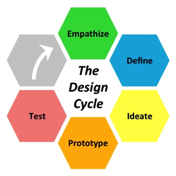 Empathize
The
Design
Cycle
Define
Ideate
Prototype
Test